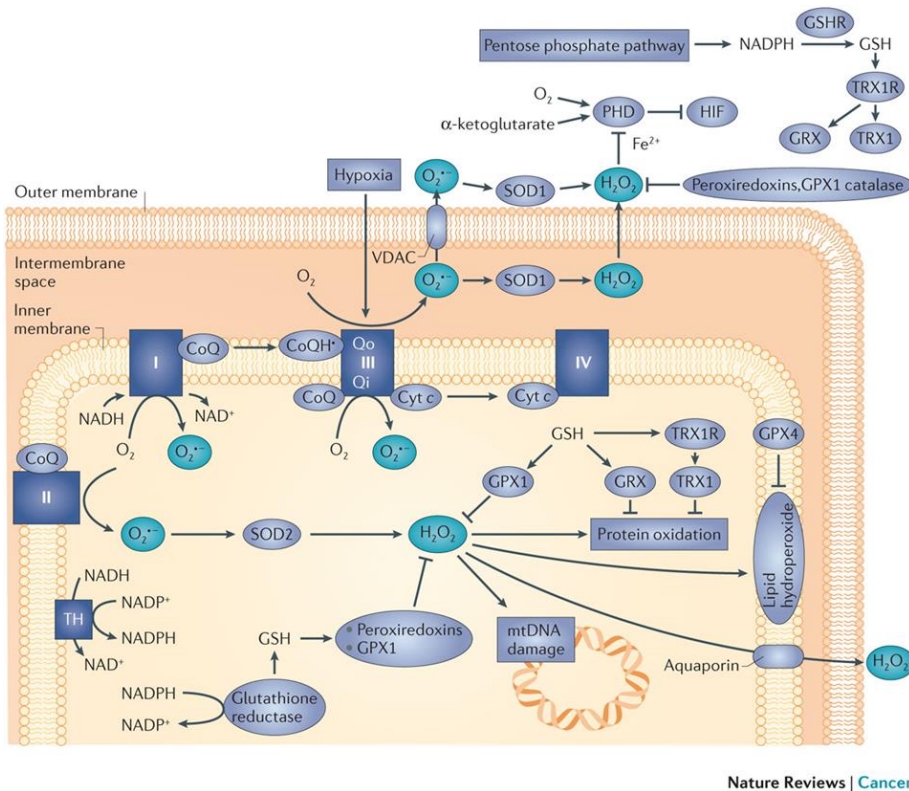 GSHR
Pentose phosphate pathway
NADPH
GSH
TRX1R
GRX
TRX1
O₂
α-ketoglutarate
PHD
HIF
Fe²⁺
Hypoxia
O₂•−
SOD1
H₂O₂
Peroxiredoxins,GPX1 catalase
Outer membrane
VDAC
Intermembrane
space
O₂
O₂•−
SOD1
H₂O₂
Inner
membrane
I
CoQ
CoQH•
Qo
III
Qi
IV
CoQ
Cyt c
Cyt c
NADH
NAD⁺
O₂
O₂•−
O₂
O₂•−
CoQ
II
GSH
TRX1R
GPX4
GPX1
GRX
TRX1
O₂•−
SOD2
H₂O₂
Protein oxidation
Lipid
hydroperoxide
NADH
NADP⁺
TH
NADPH
NAD⁺
GSH
• Peroxiredoxins
• GPX1
mtDNA
damage
Aquaporin
H₂O₂
NADPH
NADP⁺
Glutathione
reductase
Nature Reviews | Cancer